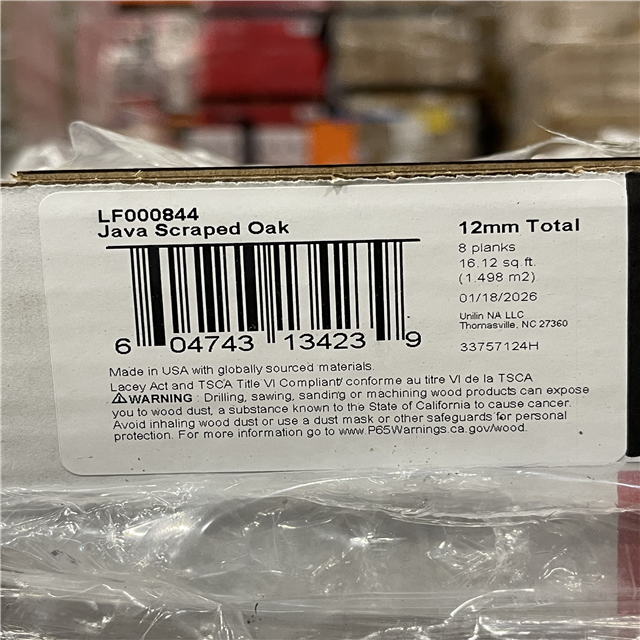 LF000844
Java Scraped Oak
6 04743 13423 9
12mm Total
8 planks
16.12 sq.ft.
(1.498 m2)
01/18/2026
Unilin NA LLC
Thomasville, NC 27360
33757124H
Made in USA with globally sourced materials.
Lacey Act and TSCA Title VI Compliant/ conforme au titre VI de la TSCA
⚠WARNING : Drilling, sawing, sanding or machining wood products can expose
you to wood dust, a substance known to the State of California to cause cancer.
Avoid inhaling wood dust or use a dust mask or other safeguards for personal
protection. For more information go to www.P65Warnings.ca.gov/wood.